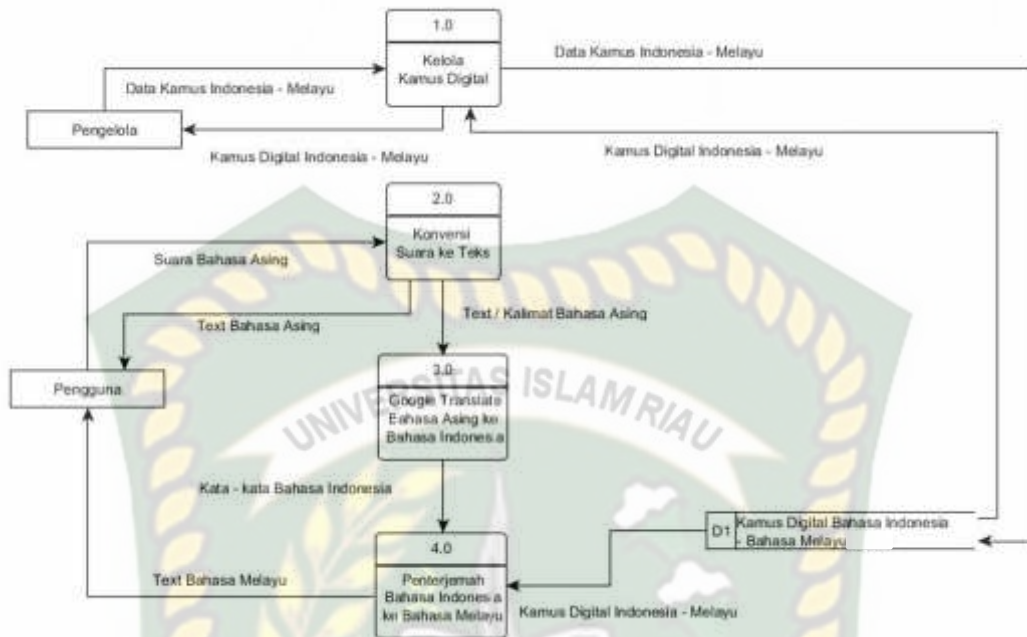 1.0
Kelola
Kamus Digital
Data Kamus Indonesia - Melayu
Data Kamus Indonesia - Melayu
Pengelola
Kamus Digital Indonesia - Melayu
Kamus Digital Indonesia - Melayu
2.0
Konversi
Suara ke Teks
Suara Bahasa Asing
Text Bahasa Asing
Text / Kalimat Bahasa Asing
3.0
Google Translate
Bahasa Asing ke
Bahasa Indonesia
Pengguna
UNIVERSITAS ISLAM RIAU
Kata - kata Bahasa Indonesia
D1
Kamus Digital Bahasa Indonesia
- Bahasa Melayu
4.0
Penterjemah
Bahasa Indonesia
ke Bahasa Melayu
Text Bahasa Melayu
Kamus Digital Indonesia - Melayu